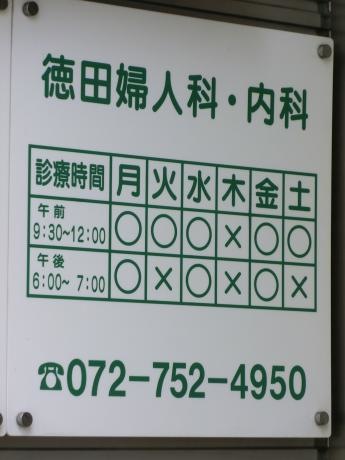 徳田婦人科・内科
診療時間 月 火 水 木 金 土
午前
9:30~12:00 ○ ○ ○ × ○ ○
午後
6:00~ 7:00 ○ × ○ × ○ ×
☎072-752-4950